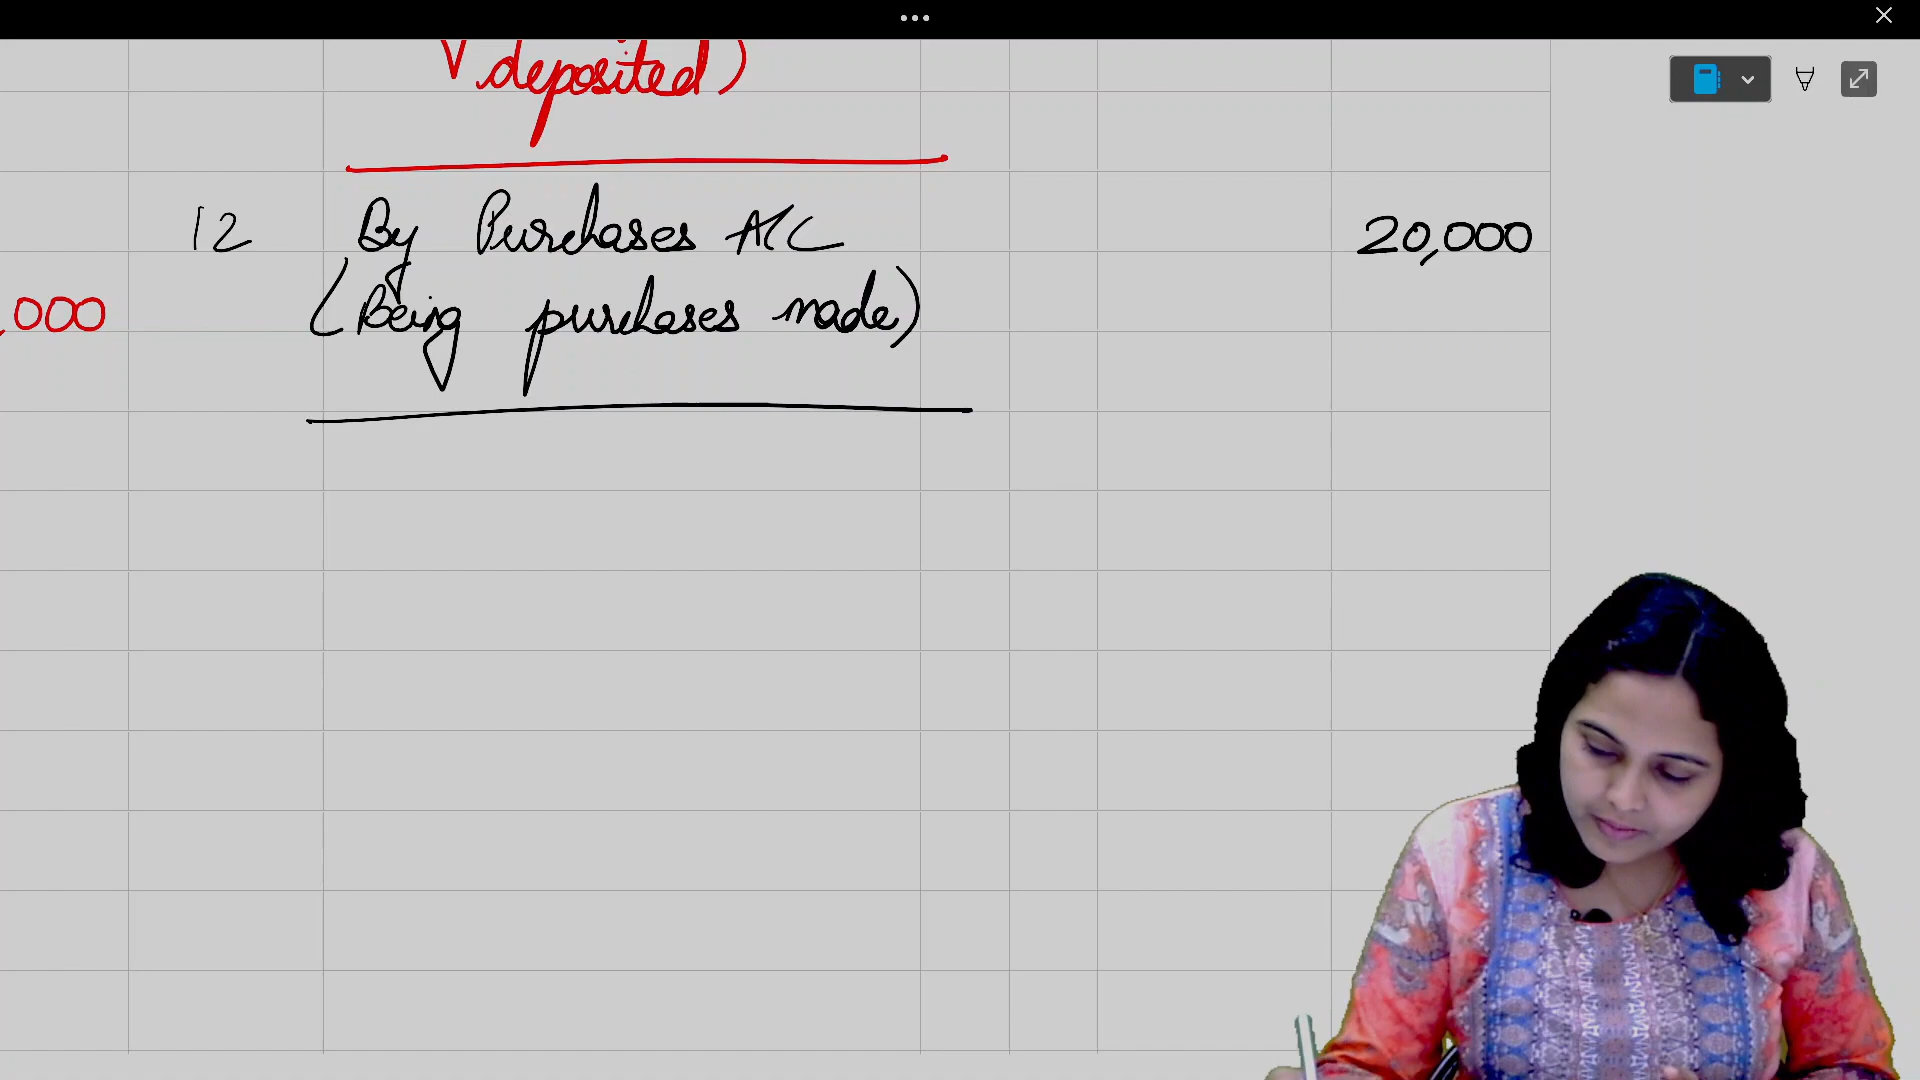 deposited)
12 By Purchases A/C 20,000
,000 (Being purchases made)